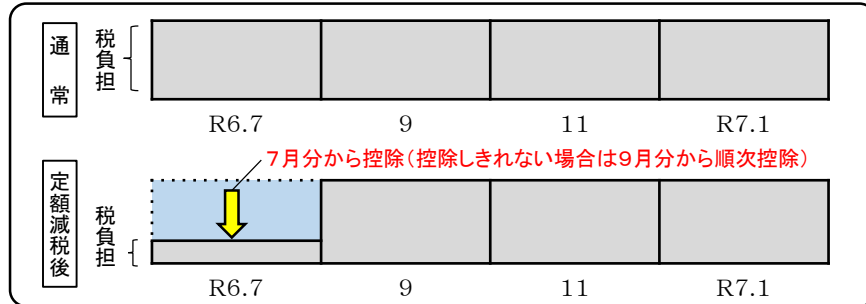 通常
税負担
R6.7
9
11
R7.1
7月分から控除(控除しきれない場合は9月分から順次控除)
定額減税後
税負担
R6.7
9
11
R7.1